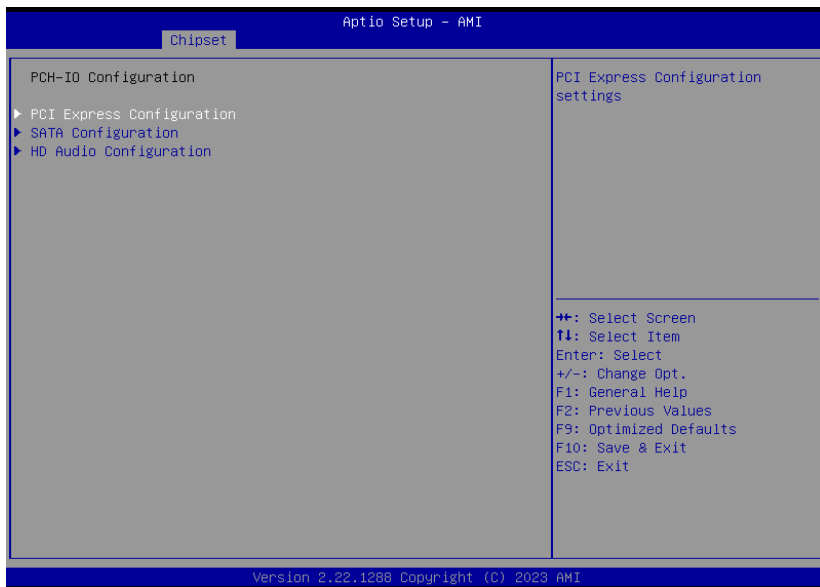 Aptio Setup – AMI
Chipset
PCH-IO Configuration
▶ PCI Express Configuration
▶ SATA Configuration
▶ HD Audio Configuration
PCI Express Configuration
settings
→←: Select Screen
↑↓: Select Item
Enter: Select
+/-: Change Opt.
F1: General Help
F2: Previous Values
F9: Optimized Defaults
F10: Save & Exit
ESC: Exit
Version 2.22.1288 Copyright (C) 2023 AMI